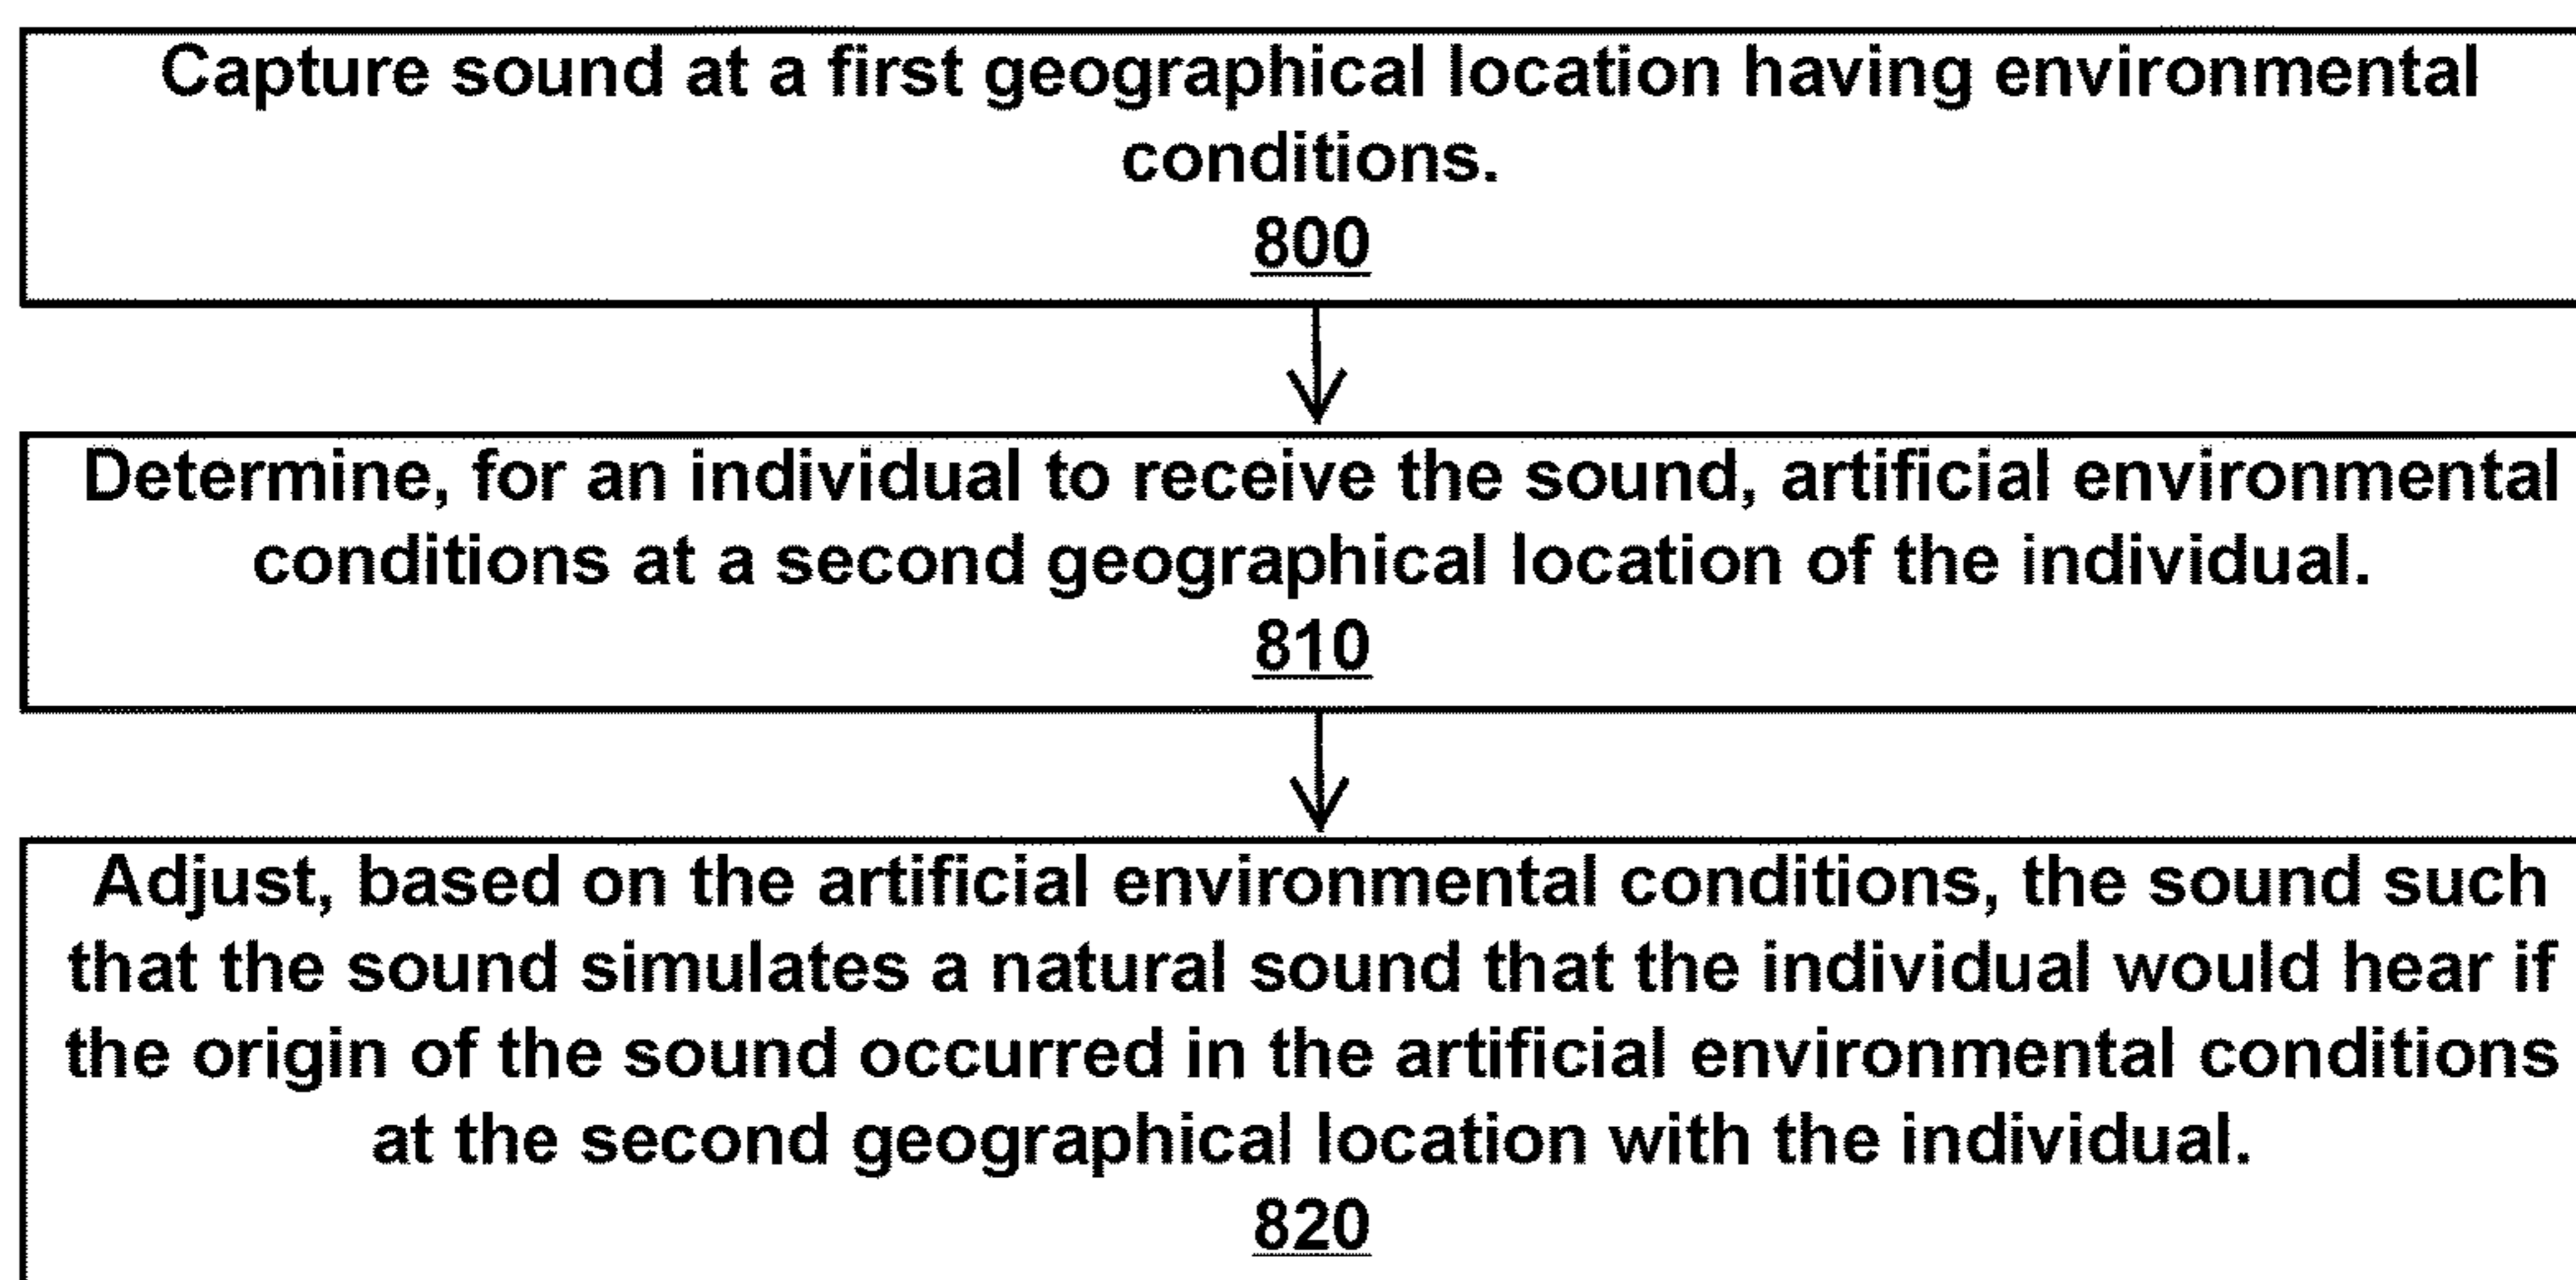 Capture sound at a first geographical location having environmental
conditions.
800
Determine, for an individual to receive the sound, artificial environmental
conditions at a second geographical location of the individual.
810
Adjust, based on the artificial environmental conditions, the sound such
that the sound simulates a natural sound that the individual would hear if
the origin of the sound occurred in the artificial environmental conditions
at the second geographical location with the individual.
820